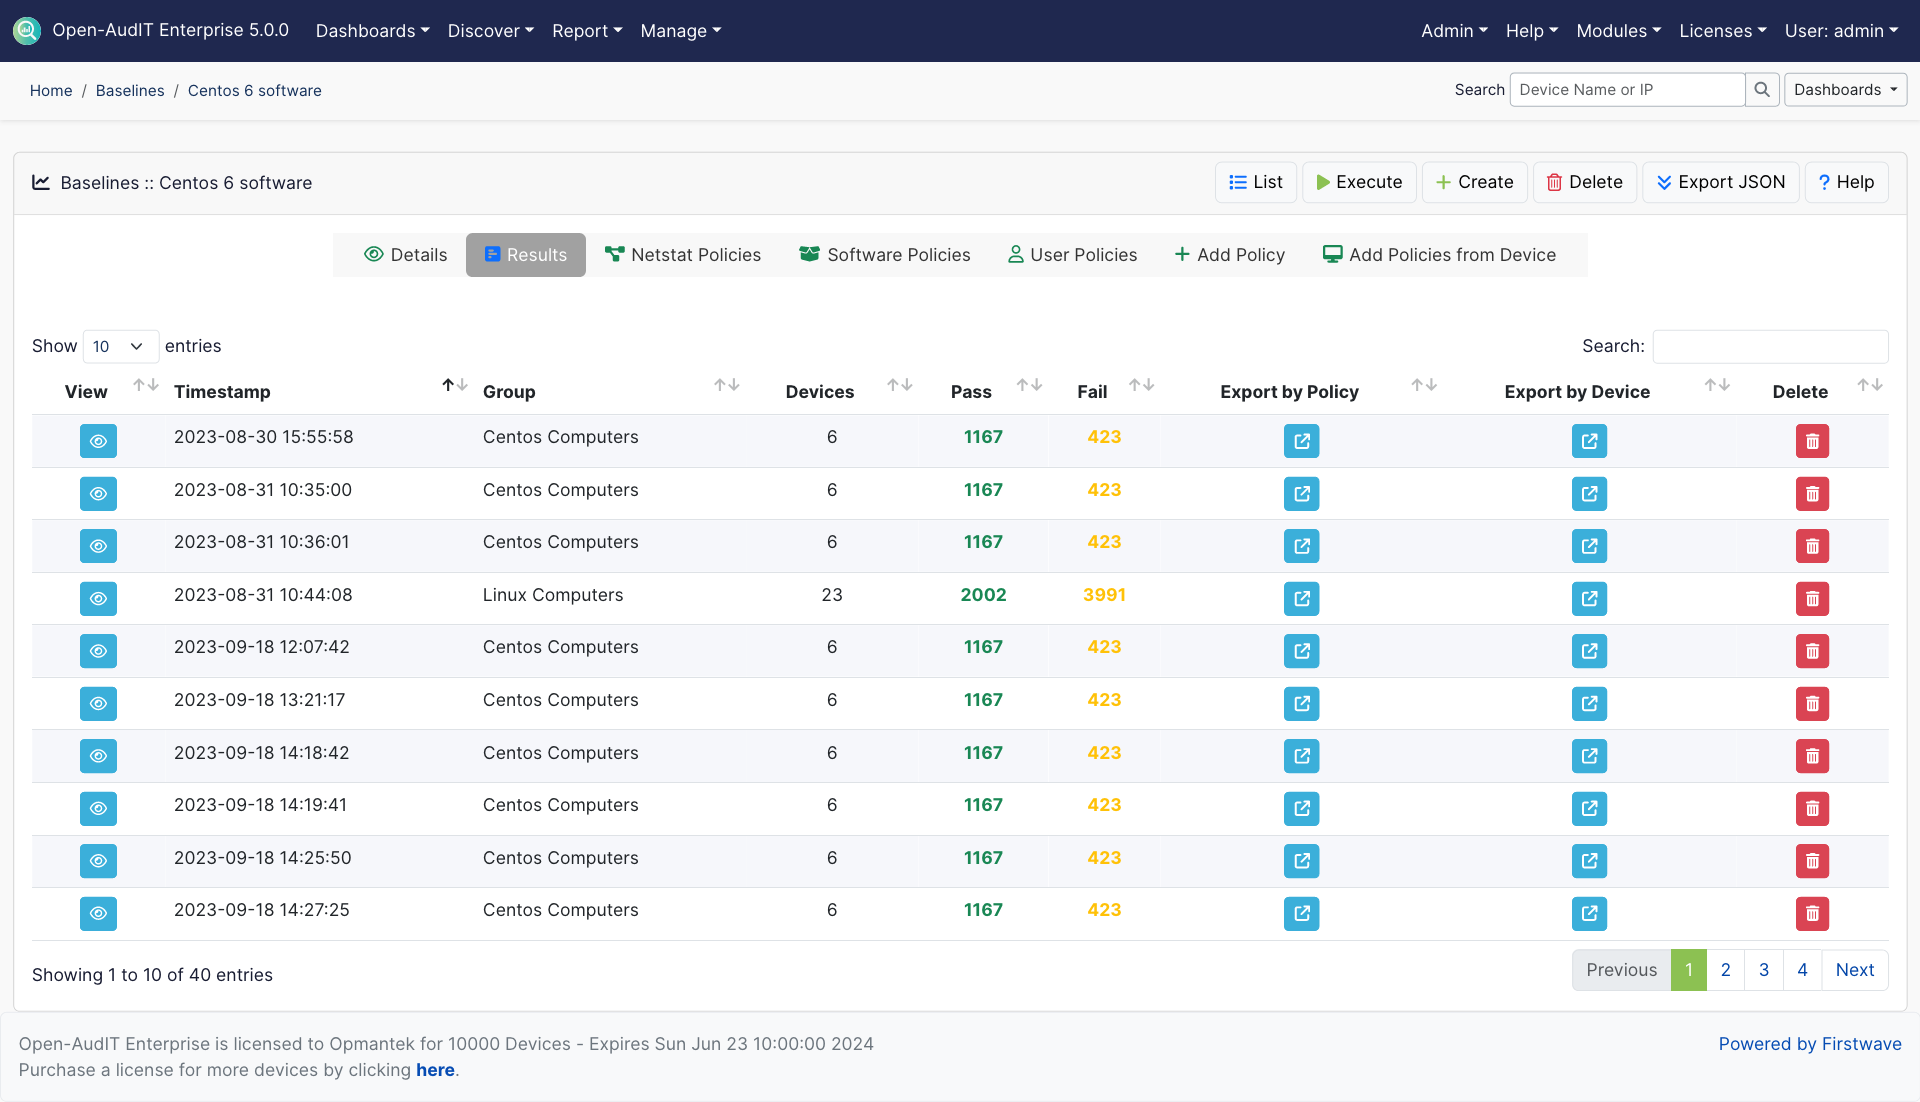 Open-AudIT Enterprise 5.0.0 Dashboards Discover Report Manage Admin Help Modules Licenses User: admin
Home / Baselines / Centos 6 software Search Device Name or IP Dashboards
Baselines :: Centos 6 software List Execute Create Delete Export JSON ? Help
Details Results Netstat Policies Software Policies User Policies Add Policy Add Policies from Device
Show 10 entries Search:
View Timestamp Group Devices Pass Fail Export by Policy Export by Device Delete
2023-08-30 15:55:58 Centos Computers 6 1167 423
2023-08-31 10:35:00 Centos Computers 6 1167 423
2023-08-31 10:36:01 Centos Computers 6 1167 423
2023-08-31 10:44:08 Linux Computers 23 2002 3991
2023-09-18 12:07:42 Centos Computers 6 1167 423
2023-09-18 13:21:17 Centos Computers 6 1167 423
2023-09-18 14:18:42 Centos Computers 6 1167 423
2023-09-18 14:19:41 Centos Computers 6 1167 423
2023-09-18 14:25:50 Centos Computers 6 1167 423
2023-09-18 14:27:25 Centos Computers 6 1167 423
Showing 1 to 10 of 40 entries Previous 1 2 3 4 Next
Open-AudIT Enterprise is licensed to Opmantek for 10000 Devices - Expires Sun Jun 23 10:00:00 2024 Powered by Firstwave
Purchase a license for more devices by clicking here.